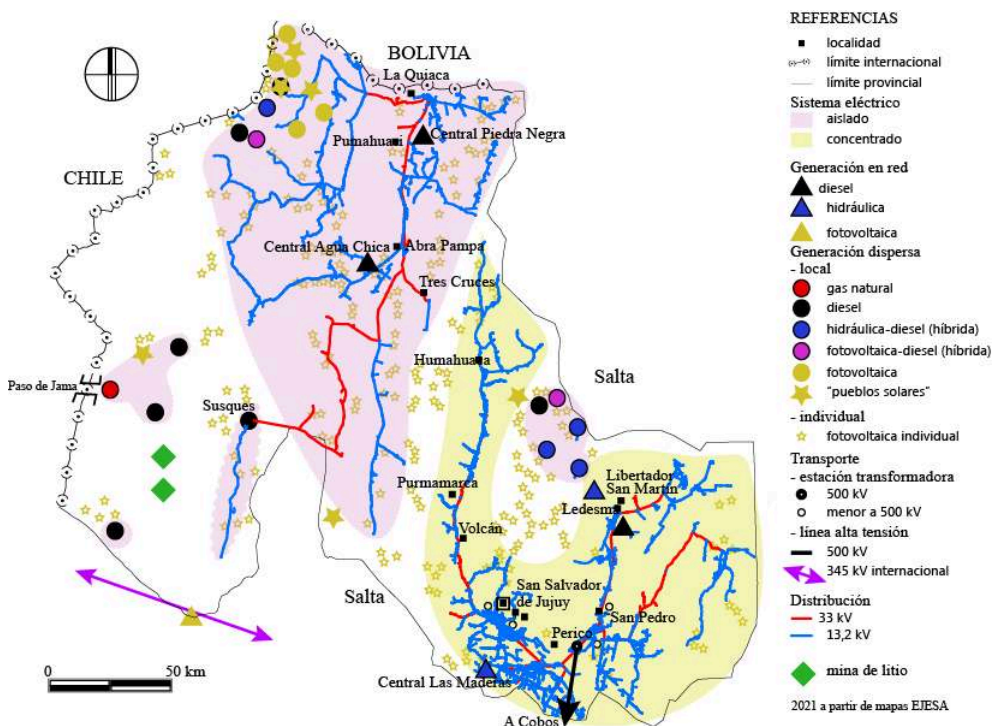 BOLIVIA
La Quiaca
Pumahuasi
Central Piedra Negra
CHILE
Central Agua Chica
Abra Pampa
Tres Cruces
Humahuaca
Salta
Paso de Jama
Susques
Purmamarca
Libertador
San Martín
Ledesma
Volcán
Salta
San Salvador
de Jujuy
San Pedro
Perico
Central Las Maderas
A Cobos
0
50 km
REFERENCIAS
localidad
límite internacional
límite provincial
Sistema eléctrico
aislado
concentrado
Generación en red
diesel
hidráulica
fotovoltaica
Generación dispersa
- local
gas natural
diesel
hidráulica-diesel (híbrida)
fotovoltaica-diesel (híbrida)
fotovoltaica
"pueblos solares"
- individual
fotovoltaica individual
Transporte
- estación transformadora
500 kV
menor a 500 kV
- línea alta tensión
500 kV
345 kV internacional
Distribución
33 kV
13,2 kV
mina de litio
2021 a partir de mapas EJESA